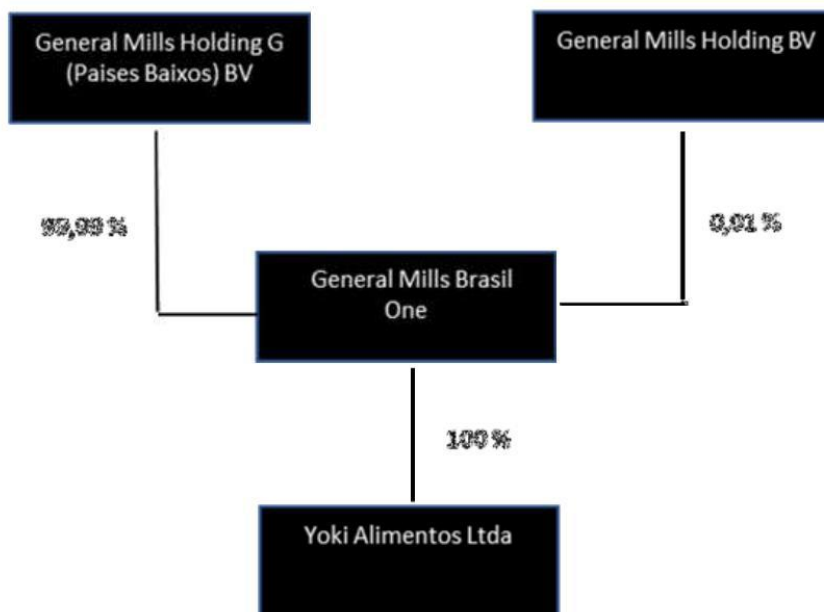 General Mills Holding G
(Paises Baixos) BV
General Mills Holding BV
99,99 %
0,01 %
General Mills Brasil
One
100 %
Yoki Alimentos Ltda